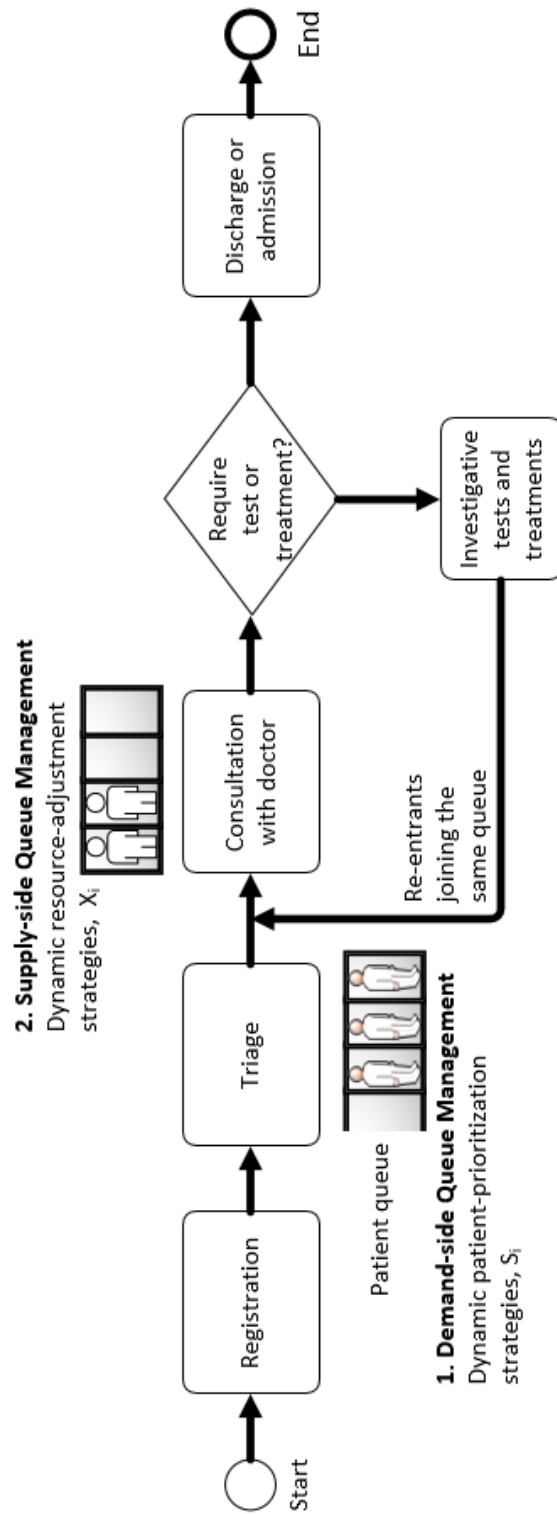 2. Supply-side Queue Management
Dynamic resource-adjustment
strategies, Xᵢ
Start
Registration
Triage
Consultation
with doctor
Require
test or
treatment?
Discharge or
admission
End
Patient queue
Re-entrants
joining the
same queue
Investigative
tests and
treatments
1. Demand-side Queue Management
Dynamic patient-prioritization
strategies, Sᵢ